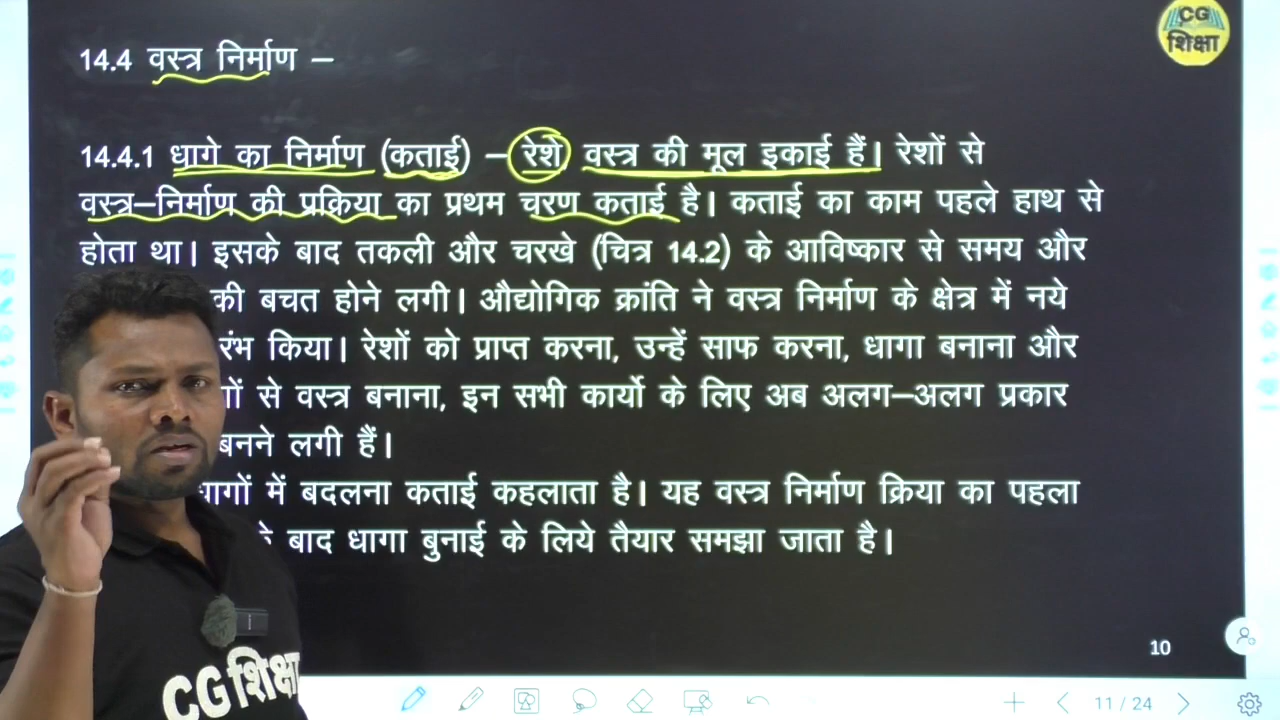 CG
शिक्षा
14.4 वस्त्र निर्माण –
14.4.1 धागे का निर्माण (कताई) – रेशे वस्त्र की मूल इकाई हैं। रेशों से
वस्त्र–निर्माण की प्रक्रिया का प्रथम चरण कताई है। कताई का काम पहले हाथ से
होता था। इसके बाद तकली और चरखे (चित्र 14.2) के आविष्कार से समय और
की बचत होने लगी। औद्योगिक क्रांति ने वस्त्र निर्माण के क्षेत्र में नये
रंभ किया। रेशों को प्राप्त करना, उन्हें साफ करना, धागा बनाना और
से वस्त्र बनाना, इन सभी कार्यो के लिए अब अलग–अलग प्रकार
बनने लगी हैं।
में बदलना कताई कहलाता है। यह वस्त्र निर्माण क्रिया का पहला
बाद धागा बुनाई के लिये तैयार समझा जाता है।
10
CG शिक्षा
11 / 24